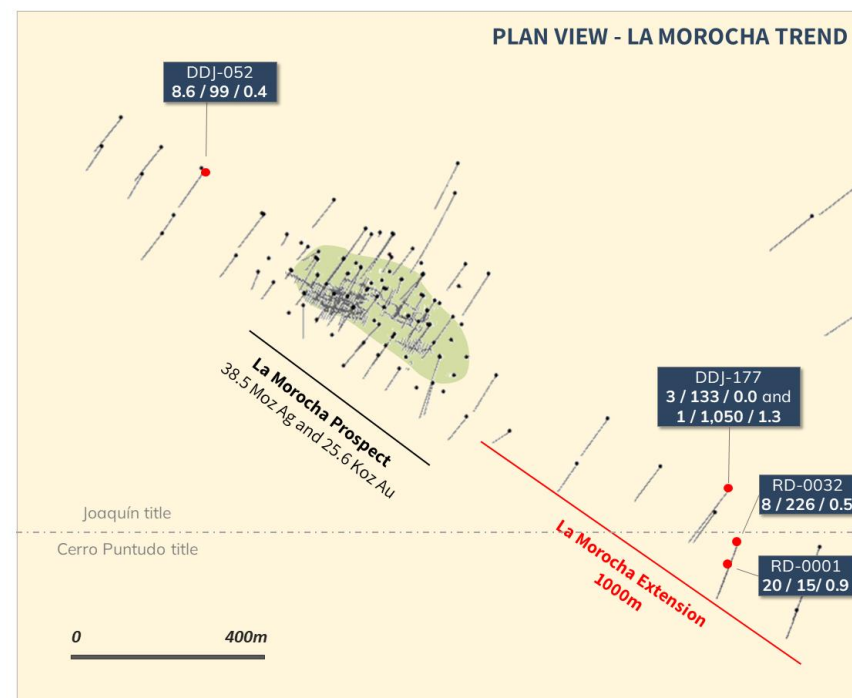 PLAN VIEW - LA MOROCHA TREND
DDJ-052
8.6 / 99 / 0.4
La Morocha Prospect
38.5 Moz Ag and 25.6 Koz Au
DDJ-177
3 / 133 / 0.0 and
1 / 1,050 / 1.3
RD-0032
8 / 226 / 0.5
RD-0001
20 / 15/ 0.9
La Morocha Extension
1000m
Joaquín title
Cerro Puntudo title
0 400m